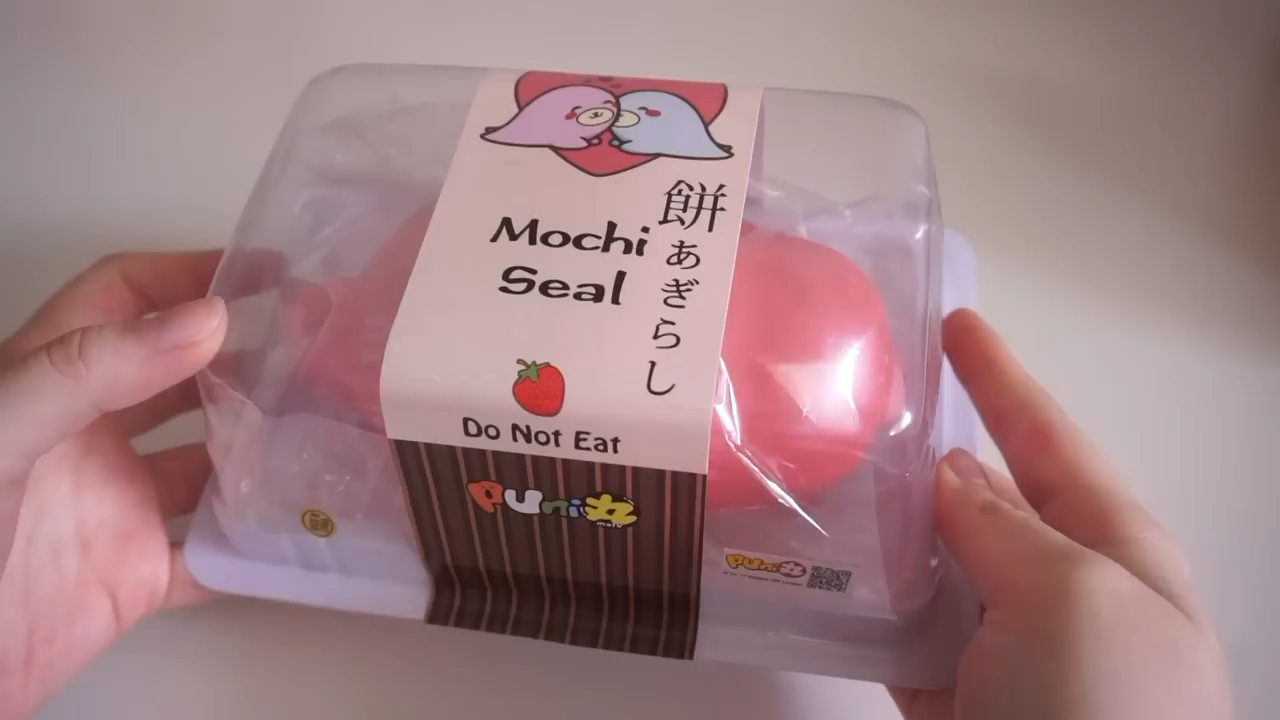 Mochi
Seal
餅あぎらし
Do Not Eat
Puni丸
maru
Puni丸